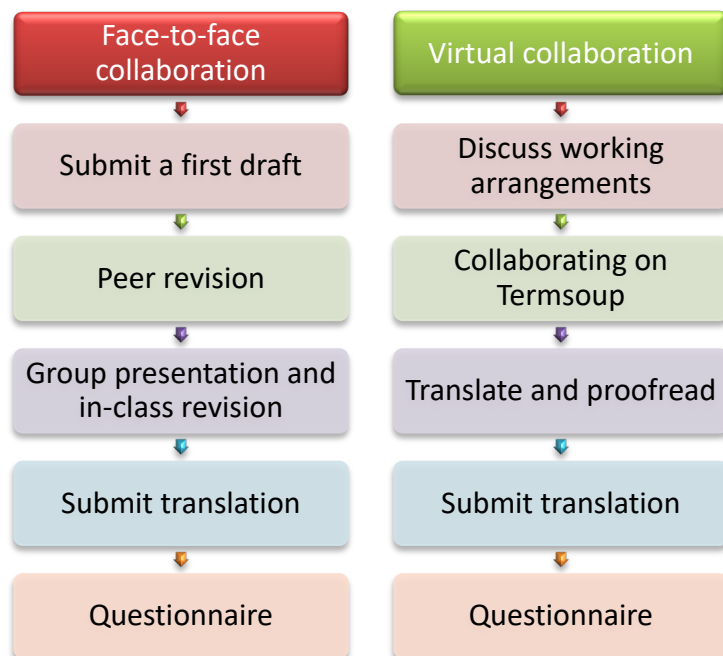 Face-to-face
collaboration
Submit a first draft
Peer revision
Group presentation and
in-class revision
Submit translation
Questionnaire
Virtual collaboration
Discuss working
arrangements
Collaborating on
Termsoup
Translate and proofread
Submit translation
Questionnaire